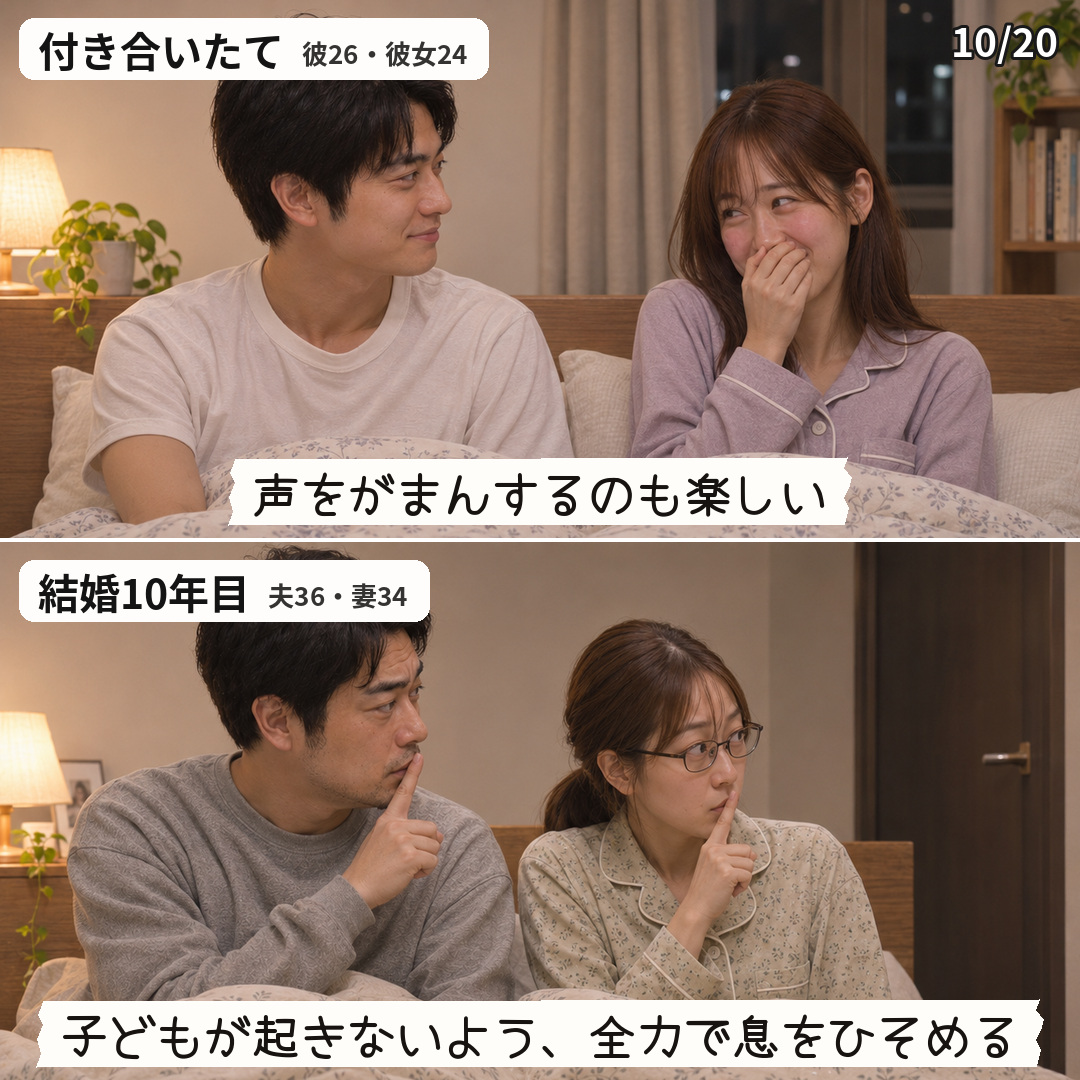 付き合いたて 彼26・彼女24
10/20
声をがまんするのも楽しい
結婚10年目 夫36・妻34
子どもが起きないよう、全力で息をひそめる